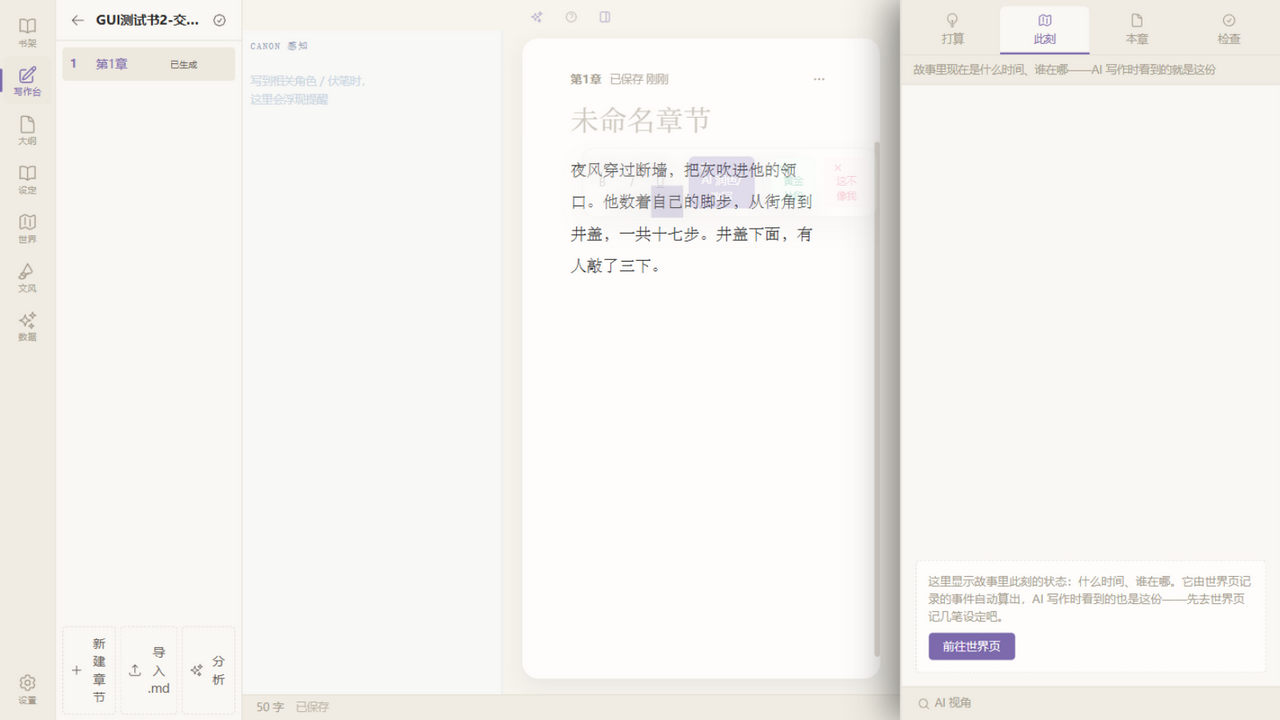 书架
写作台
大纲
设定
世界
文风
数据
设置
GUI测试书2-交...
1 第1章 已生成
新建章节
导入.md
分析
CANON 感知
写到相关角色 / 伏笔时，
这里会浮现提醒
第1章 已保存 刚刚
未命名章节
夜风穿过断墙，把灰吹进他的领
口。他数着自己的脚步，从街角到
井盖，一共十七步。井盖下面，有
人敲了三下。
这不
像我
50 字 已保存
打算 此刻 本章 检查
故事里现在是什么时间、谁在哪——AI 写作时看到的就是这份
这里显示故事里此刻的状态：什么时间、谁在哪。它由世界页记
录的事件自动算出，AI 写作时看到的也是这份——先去世界页
记几笔设定吧。
前往世界页
AI 视角